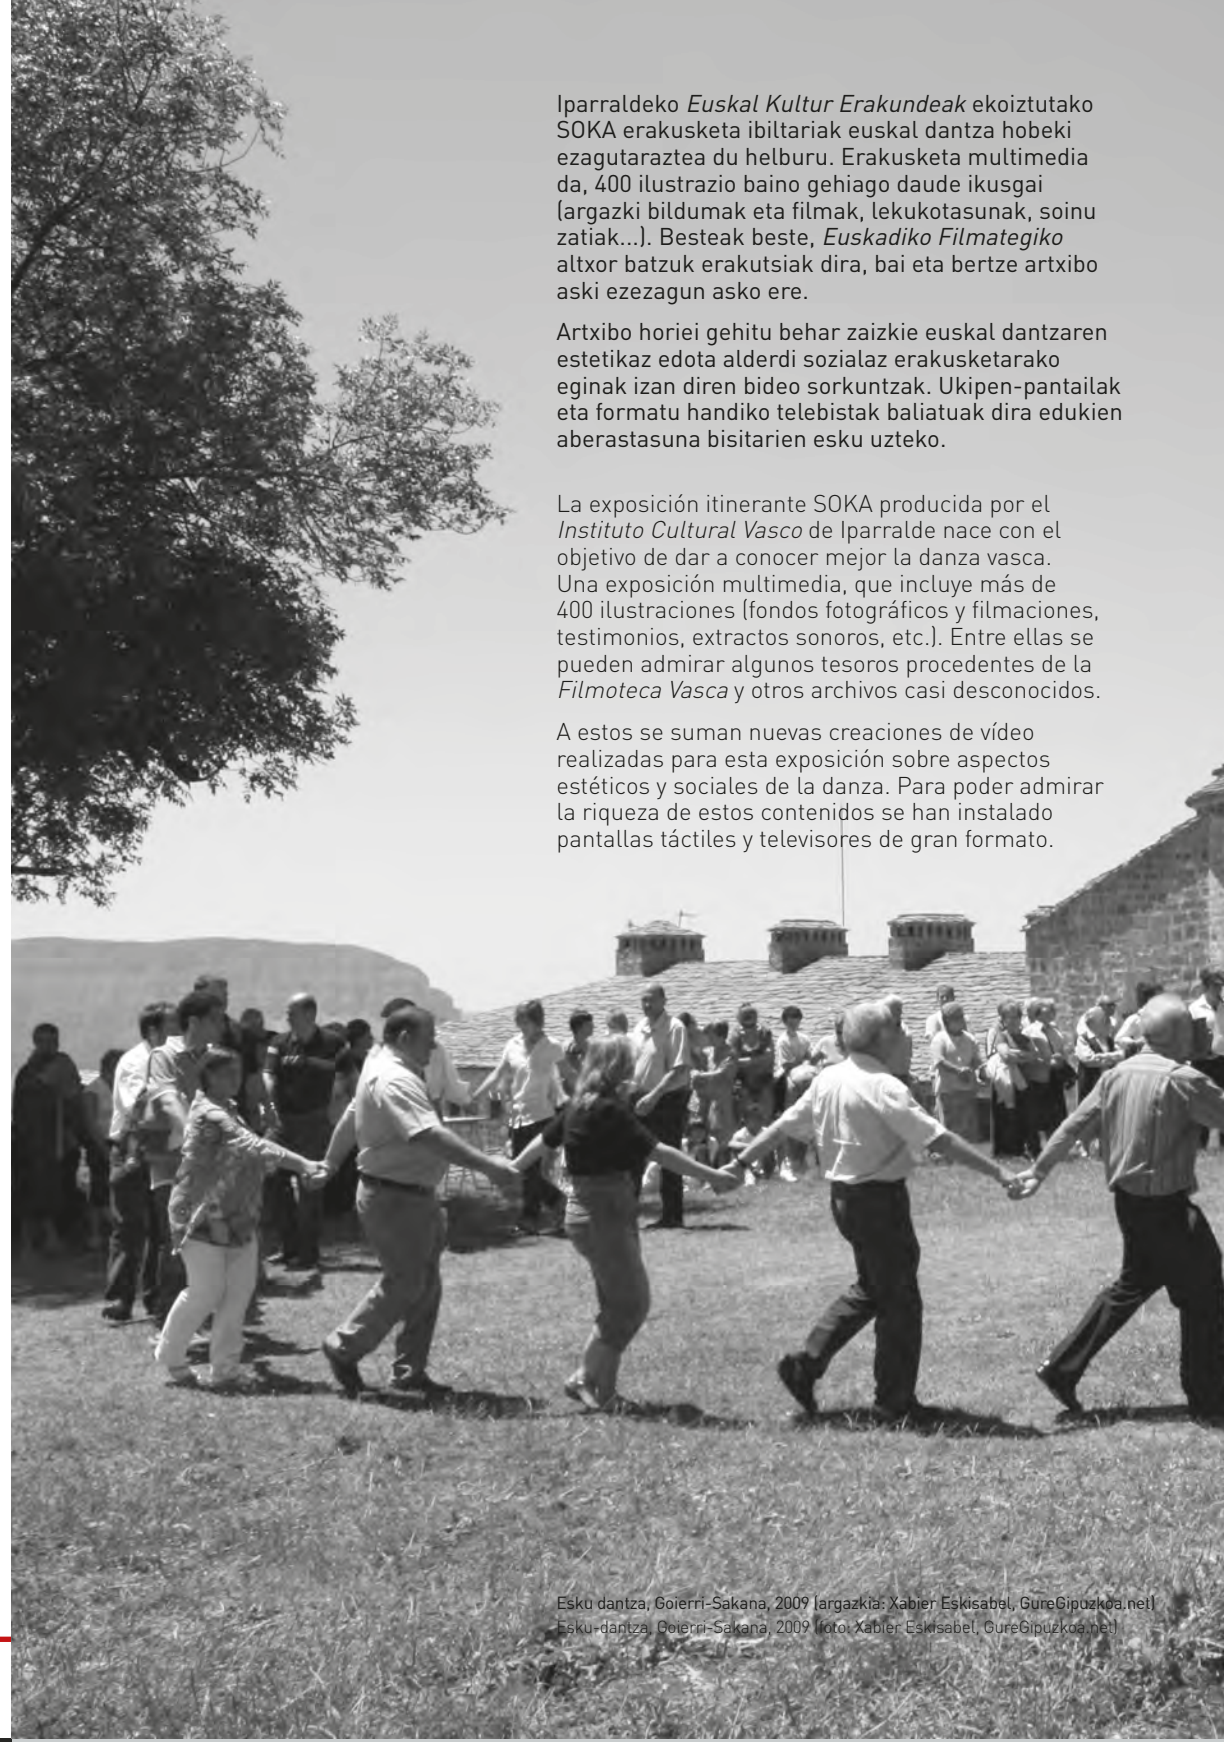 Iparraldeko Euskal Kultur Erakundeak ekoiztutako
SOKA erakusketa ibiltariak euskal dantza hobeki
ezagutaraztea du helburu. Erakusketa multimedia
da, 400 ilustrazio baino gehiago daude ikusgai
(argazki bildumak eta filmak, lekukotasunak, soinu
zatiak...). Besteak beste, Euskadiko Filmategiko
altxor batzuk erakutsiak dira, bai eta bertze artxibo
aski ezezagun asko ere.
Artxibo horiei gehitu behar zaizkie euskal dantzaren
estetikaz edota alderdi sozialaz erakusketarako
eginak izan diren bideo sorkuntzak. Ukipen-pantailak
eta formatu handiko telebistak baliatuak dira edukien
aberastasuna bisitarien esku uzteko.
La exposición itinerante SOKA producida por el
Instituto Cultural Vasco de Iparralde nace con el
objetivo de dar a conocer mejor la danza vasca.
Una exposición multimedia, que incluye más de
400 ilustraciones (fondos fotográficos y filmaciones,
testimonios, extractos sonoros, etc.). Entre ellas se
pueden admirar algunos tesoros procedentes de la
Filmoteca Vasca y otros archivos casi desconocidos.
A estos se suman nuevas creaciones de vídeo
realizadas para esta exposición sobre aspectos
estéticos y sociales de la danza. Para poder admirar
la riqueza de estos contenidos se han instalado
pantallas táctiles y televisores de gran formato.
Esku dantza, Goierri-Sakana, 2009 (argazkia: Xabier Eskisabel, GureGipuzkoa.net)
Esku-dantza, Goierri-Sakana, 2009 (foto: Xabier Eskisabel, GureGipuzkoa.net)